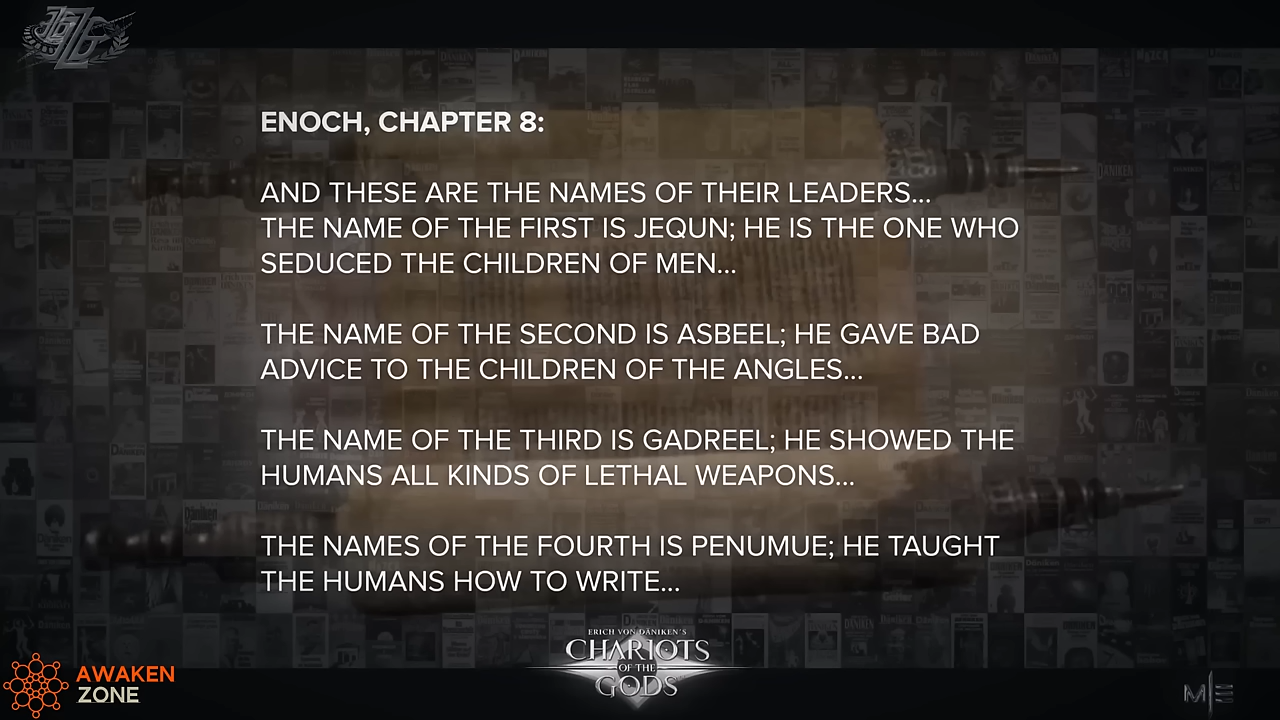 ENOCH, CHAPTER 8:
AND THESE ARE THE NAMES OF THEIR LEADERS...
THE NAME OF THE FIRST IS JEQUN; HE IS THE ONE WHO
SEDUCED THE CHILDREN OF MEN...
THE NAME OF THE SECOND IS ASBEEL; HE GAVE BAD
ADVICE TO THE CHILDREN OF THE ANGLES...
THE NAME OF THE THIRD IS GADREEL; HE SHOWED THE
HUMANS ALL KINDS OF LETHAL WEAPONS...
THE NAMES OF THE FOURTH IS PENUMUE; HE TAUGHT
THE HUMANS HOW TO WRITE...
ERICH VON DÄNIKEN'S
CHARIOTS
OF THE
GODS
AWAKEN
ZONE